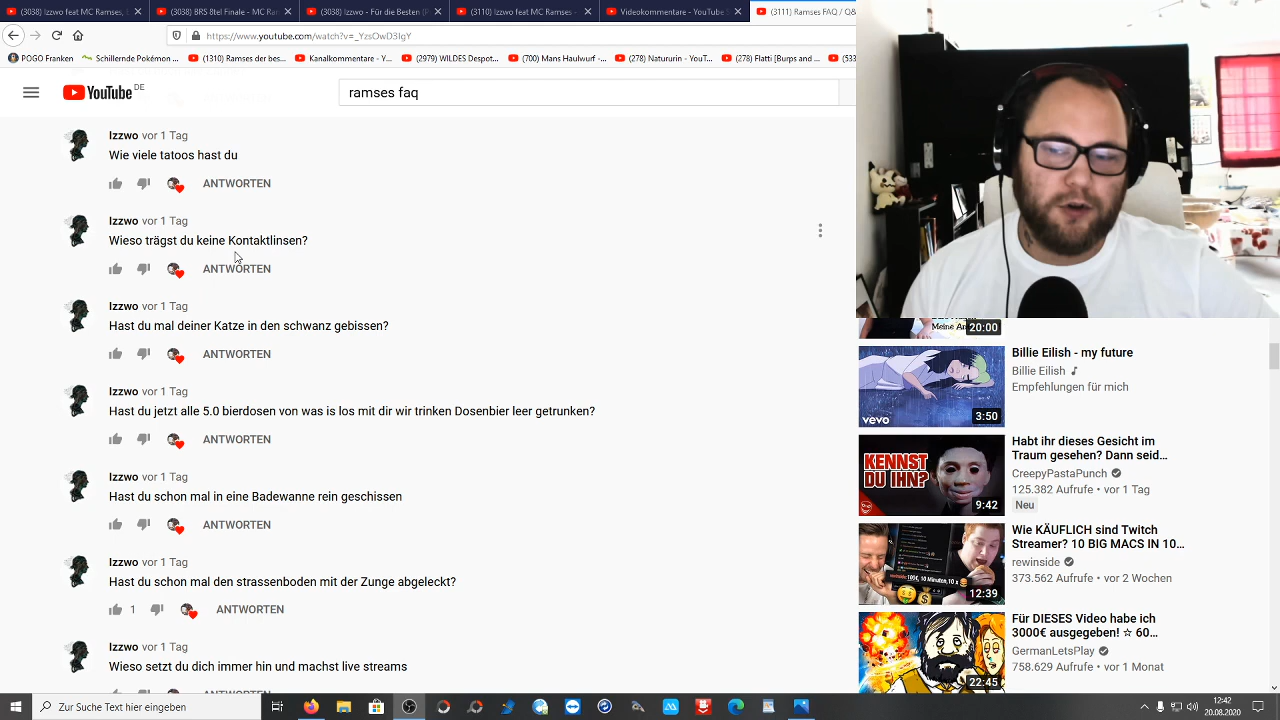 (3038) Izzwo feat MC Ramses -
(3038) BRS 8tel Finale - MC Ra
(3038) Izzwo - Für die Besten [P
(3110) Izzwo feat MC Ramses -
Videokommentare - YouTube S
(3111) Ramses FAQ / Q&
https://www.youtube.com/watch?v=_YzsOwD3IgY
POGO Franken
Schillernde Pokémon ...
(1310) Ramses der bes...
Kanalkommentare - Y...
(2979) WILDES Despot...
(700) Mins Haulwurf -...
(278) Naturürin - YouT...
(278) Flatti [Burps and ...
(533
YouTube DE
ramses faq
Izzwo vor 1 Tag
Wie viele tatoos hast du
ANTWORTEN
Izzwo vor 1 Tag
Wieso trägst du keine Kontaktlinsen?
ANTWORTEN
Izzwo vor 1 Tag
Hast du mal deiner Katze in den schwanz gebissen?
ANTWORTEN
Izzwo vor 1 Tag
Hast du jetzt alle 5.0 bierdosen von was is los mit dir wir trinken Dosenbier leer getrunken?
ANTWORTEN
Izzwo vor 1 Tag
Hast du schon mal in eine Badewanne rein geschissen
ANTWORTEN
Izzwo vor 1 Tag
Hast du schon mal den strassenboden mit der Zunge abgeleckt?
1 ANTWORTEN
Izzwo vor 1 Tag
Wieso setzt du dich immer hin und machst live streams
Meine An
20:00
vevo
3:50
Billie Eilish - my future
Billie Eilish
Empfehlungen für mich
KENNST
DU IHN?
9:42
Habt ihr dieses Gesicht im
Traum gesehen? Dann seid...
CreepyPastaPunch
125.382 Aufrufe • vor 1 Tag
Neu
12:39
Wie KÄUFLICH sind Twitch
Streamer? 10 BIG MACS IN 10...
rewinside
373.562 Aufrufe • vor 2 Wochen
22:45
Für DIESES Video habe ich
3000€ ausgegeben! ☆ 60...
GermanLetsPlay
758.629 Aufrufe • vor 1 Monat
Zur Suche Text hier eingeben
12:42
20.08.2020